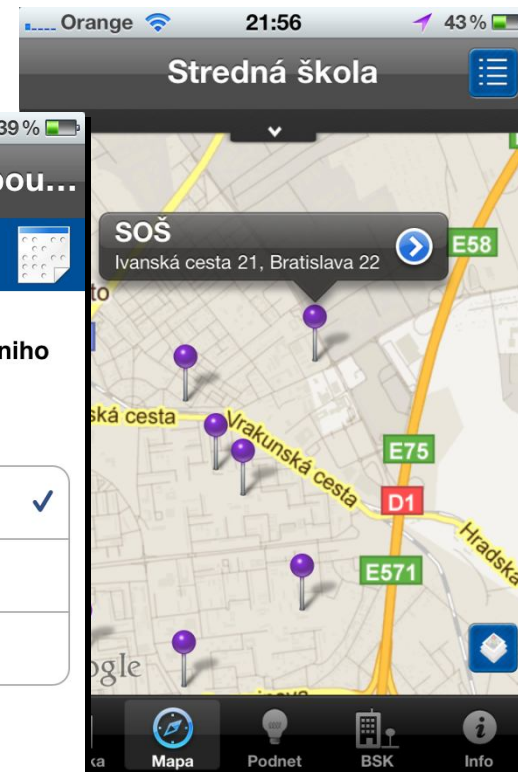 Orange 21:56 43 %
Stredná škola
39 %
pou...
SOŠ
Ivanská cesta 21, Bratislava 22
E58
to
niho
ská cesta
Vrakunská cesta
E75
D1
Hradská
E571
ogle
ka Mapa Podnet BSK Info